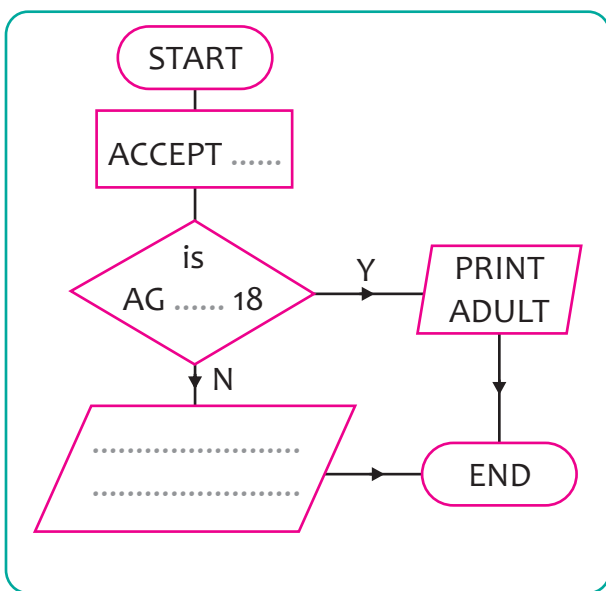 START
ACCEPT ......
is
AG ...... 18
Y
PRINT
ADULT
N
.......................
.......................
END